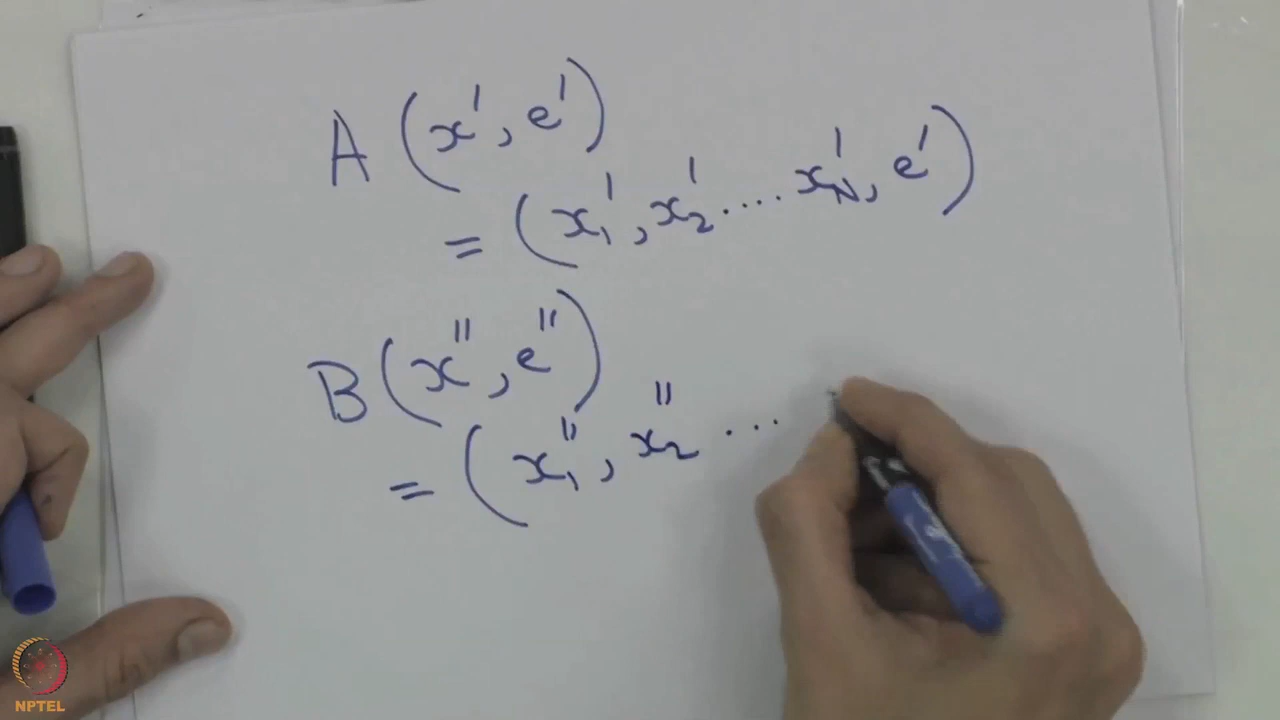 A (x', e')
= (x₁', x₂' .... x_N', e')
B (x'', e'')
= (x₁'', x₂'' ...
NPTEL